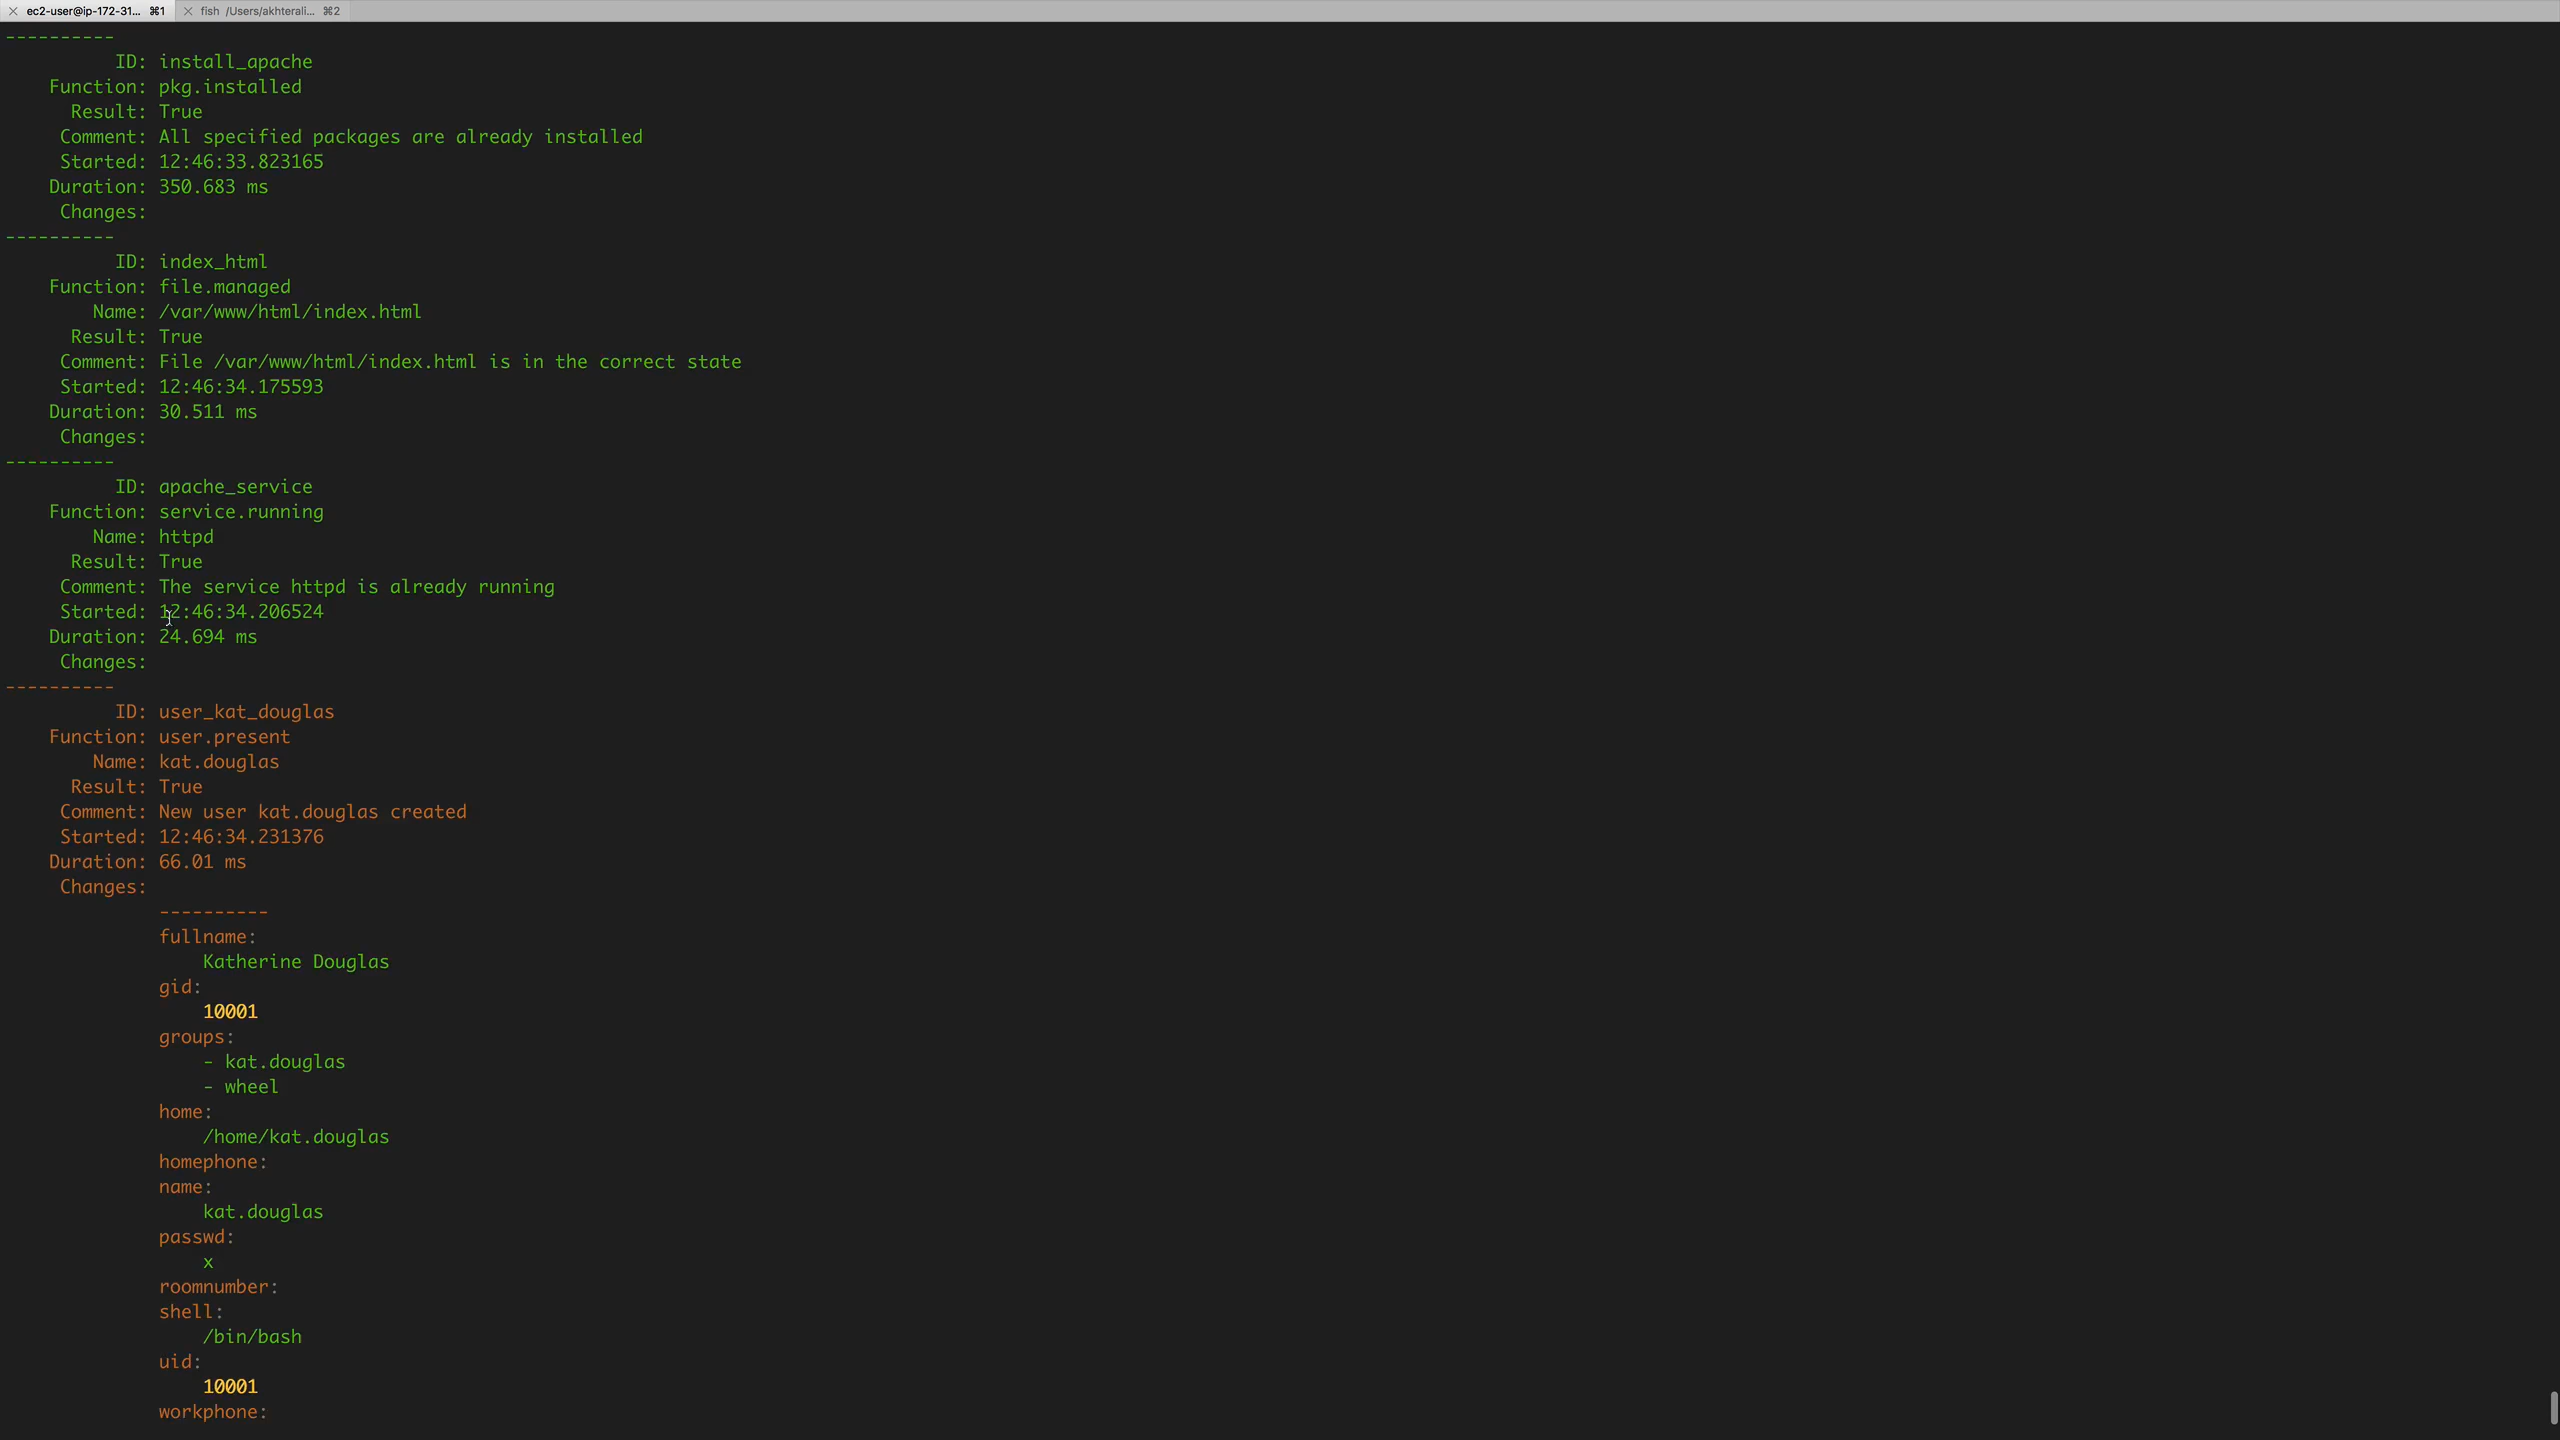 ec2-user@ip-172-31... ⌘1 fish /Users/akhterali... ⌘2
----------
ID: install_apache
Function: pkg.installed
Result: True
Comment: All specified packages are already installed
Started: 12:46:33.823165
Duration: 350.683 ms
Changes:
----------
ID: index_html
Function: file.managed
Name: /var/www/html/index.html
Result: True
Comment: File /var/www/html/index.html is in the correct state
Started: 12:46:34.175593
Duration: 30.511 ms
Changes:
----------
ID: apache_service
Function: service.running
Name: httpd
Result: True
Comment: The service httpd is already running
Started: 12:46:34.206524
Duration: 24.694 ms
Changes:
----------
ID: user_kat_douglas
Function: user.present
Name: kat.douglas
Result: True
Comment: New user kat.douglas created
Started: 12:46:34.231376
Duration: 66.01 ms
Changes:
----------
fullname:
Katherine Douglas
gid:
10001
groups:
- kat.douglas
- wheel
home:
/home/kat.douglas
homephone:
name:
kat.douglas
passwd:
x
roomnumber:
shell:
/bin/bash
uid:
10001
workphone: